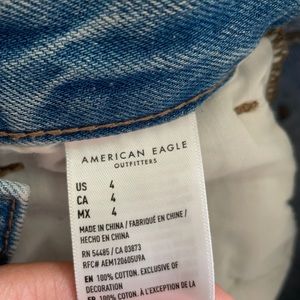 AMERICAN EAGLE
OUTFITTERS
US 4
CA 4
MX 4
MADE IN CHINA / FABRIQUÉ EN CHINE /
HECHO EN CHINA
RN 54485 / CA 03873
RFC# AEM120605U9A
EN 100% COTTON. EXCLUSIVE OF
DECORATION
FR 100% COTON. À L'EXCEPTION DE LA